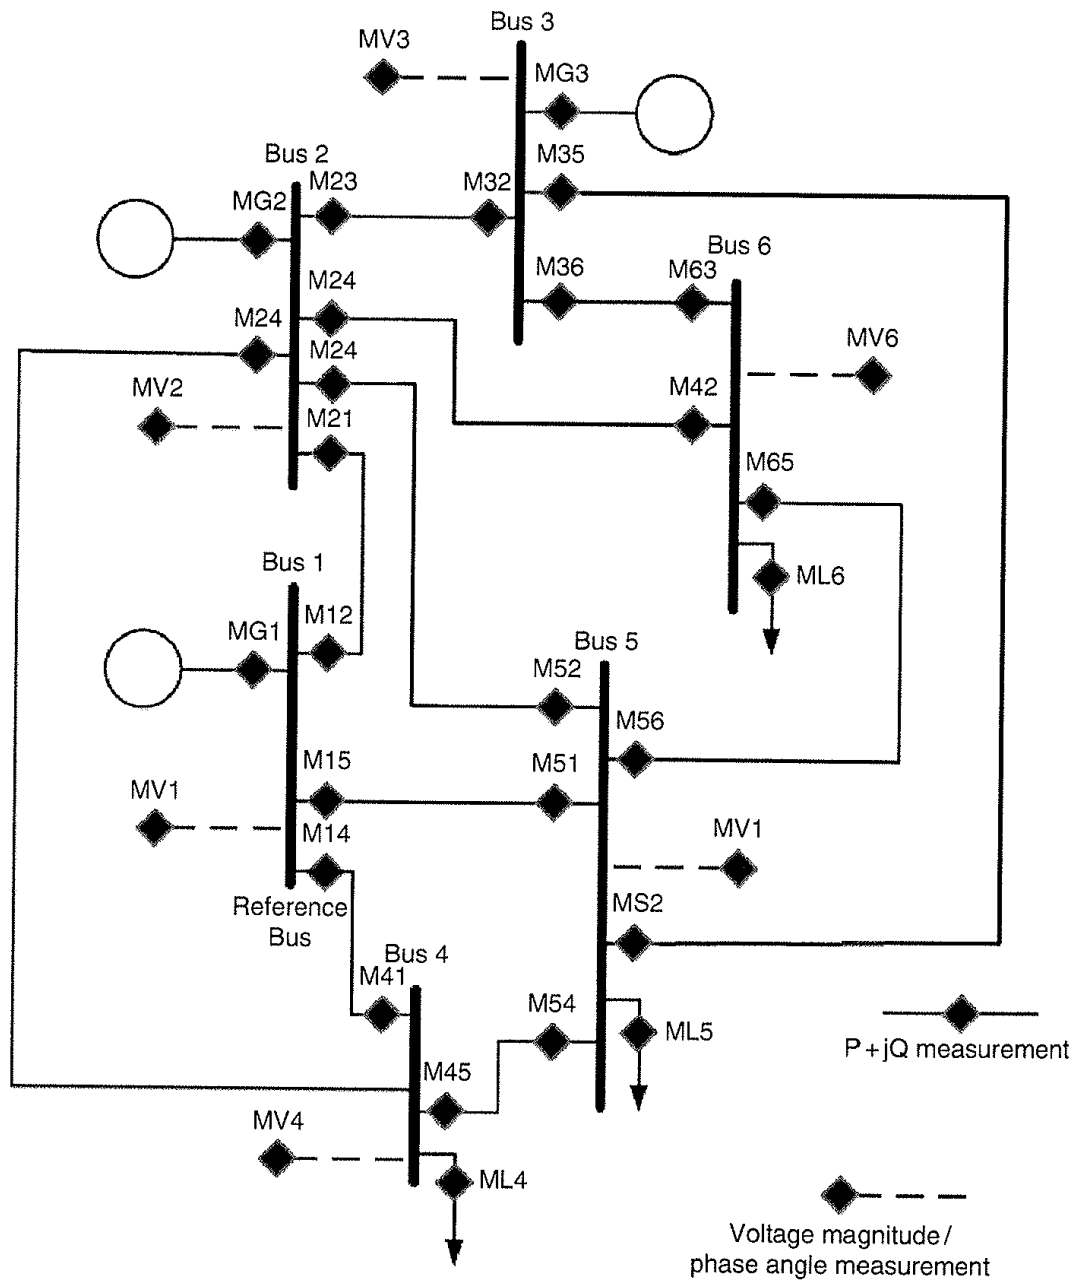 Bus 3
MV3
MG3
Bus 2
M23
M32
M35
MG2
Bus 6
M24
M36
M63
M24
M24
MV6
MV2
M21
M42
M65
Bus 1
ML6
MG1
M12
Bus 5
M52
M56
M15
M51
MV1
M14
MV1
Reference
Bus
MS2
Bus 4
M41
M54
ML5
P+jQ measurement
M45
MV4
ML4
Voltage magnitude/
phase angle measurement